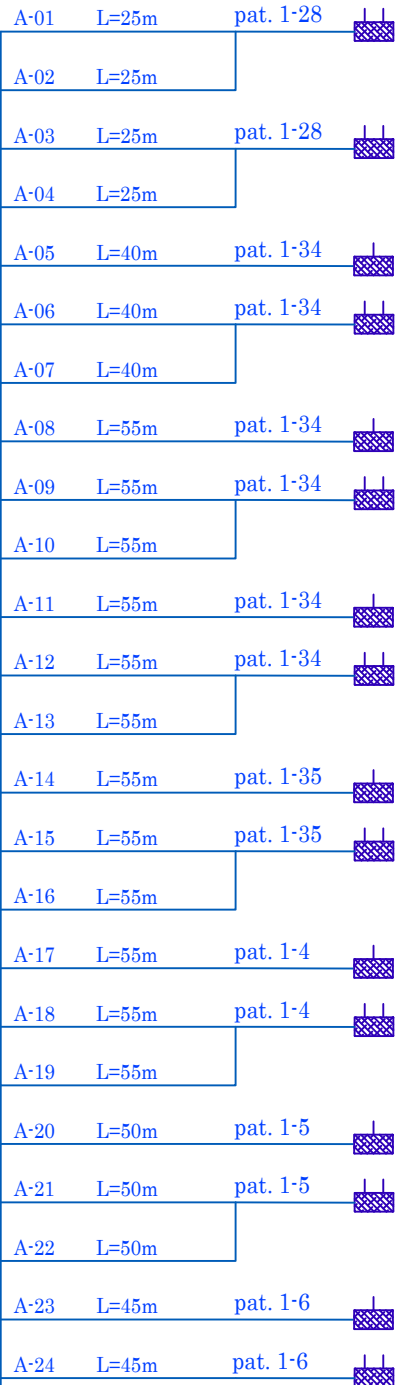 A-01 L=25m pat. 1-28
A-02 L=25m
A-03 L=25m pat. 1-28
A-04 L=25m
A-05 L=40m pat. 1-34
A-06 L=40m pat. 1-34
A-07 L=40m
A-08 L=55m pat. 1-34
A-09 L=55m pat. 1-34
A-10 L=55m
A-11 L=55m pat. 1-34
A-12 L=55m pat. 1-34
A-13 L=55m
A-14 L=55m pat. 1-35
A-15 L=55m pat. 1-35
A-16 L=55m
A-17 L=55m pat. 1-4
A-18 L=55m pat. 1-4
A-19 L=55m
A-20 L=50m pat. 1-5
A-21 L=50m pat. 1-5
A-22 L=50m
A-23 L=45m pat. 1-6
A-24 L=45m pat. 1-6